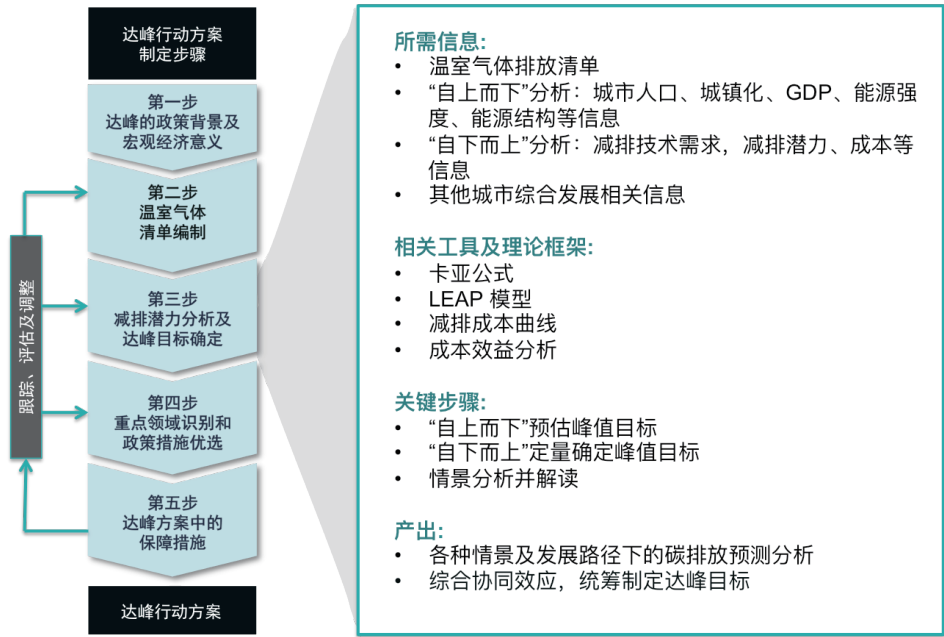 达峰行动方案
制定步骤
第一步
达峰的政策背景及
宏观经济意义
第二步
温室气体
清单编制
第三步
减排潜力分析及
达峰目标确定
第四步
重点领域识别和
政策措施优选
第五步
达峰方案中的
保障措施
达峰行动方案
跟踪、评估及调整
所需信息:
• 温室气体排放清单
• “自上而下”分析：城市人口、城镇化、GDP、能源强
度、能源结构等信息
• “自下而上”分析：减排技术需求，减排潜力、成本等
信息
• 其他城市综合发展相关信息
相关工具及理论框架:
• 卡亚公式
• LEAP 模型
• 减排成本曲线
• 成本效益分析
关键步骤:
• “自上而下”预估峰值目标
• “自下而上”定量确定峰值目标
• 情景分析并解读
产出:
• 各种情景及发展路径下的碳排放预测分析
• 综合协同效应，统筹制定达峰目标